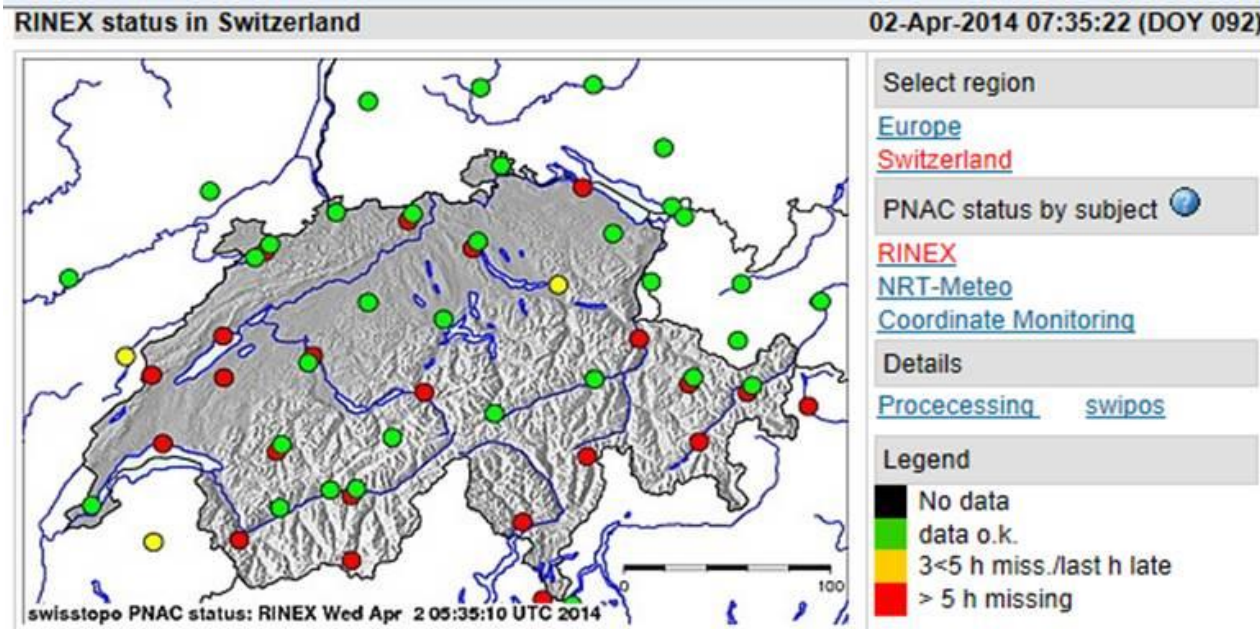 RINEX status in Switzerland
02-Apr-2014 07:35:22 (DOY 092)
Select region
Europe
Switzerland
PNAC status by subject ?
RINEX
NRT-Meteo
Coordinate Monitoring
Details
Procecessing swipos
Legend
No data
data o.k.
3<5 h miss./last h late
> 5 h missing
0 100
swisstopo PNAC status: RINEX Wed Apr 2 05:35:10 UTC 2014